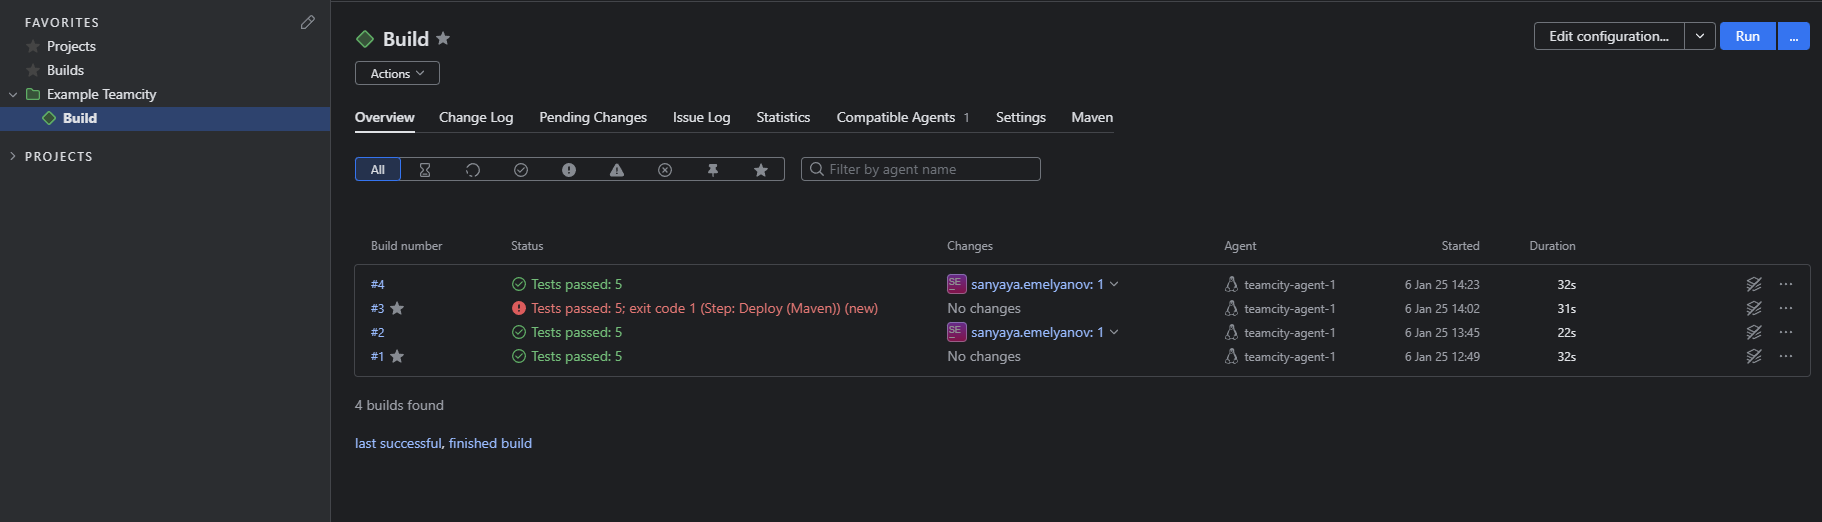 FAVORITES
Projects
Builds
Example Teamcity
Build
PROJECTS
Build
Edit configuration...
Run
...
Actions
Overview Change Log Pending Changes Issue Log Statistics Compatible Agents 1 Settings Maven
All
Filter by agent name
Build number Status Changes Agent Started Duration
#4 Tests passed: 5 SE sanyaya.emelyanov: 1 teamcity-agent-1 6 Jan 25 14:23 32s
#3 Tests passed: 5; exit code 1 (Step: Deploy (Maven)) (new) No changes teamcity-agent-1 6 Jan 25 14:02 31s
#2 Tests passed: 5 SE sanyaya.emelyanov: 1 teamcity-agent-1 6 Jan 25 13:45 22s
#1 Tests passed: 5 No changes teamcity-agent-1 6 Jan 25 12:49 32s
4 builds found
last successful, finished build